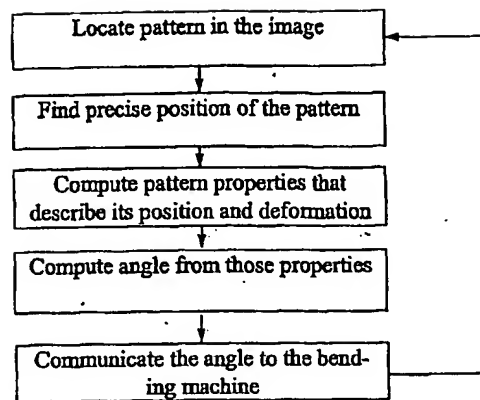 Locate pattern in the image
Find precise position of the pattern
Compute pattern properties that
describe its position and deformation
Compute angle from those properties
Communicate the angle to the bend-
ing machine